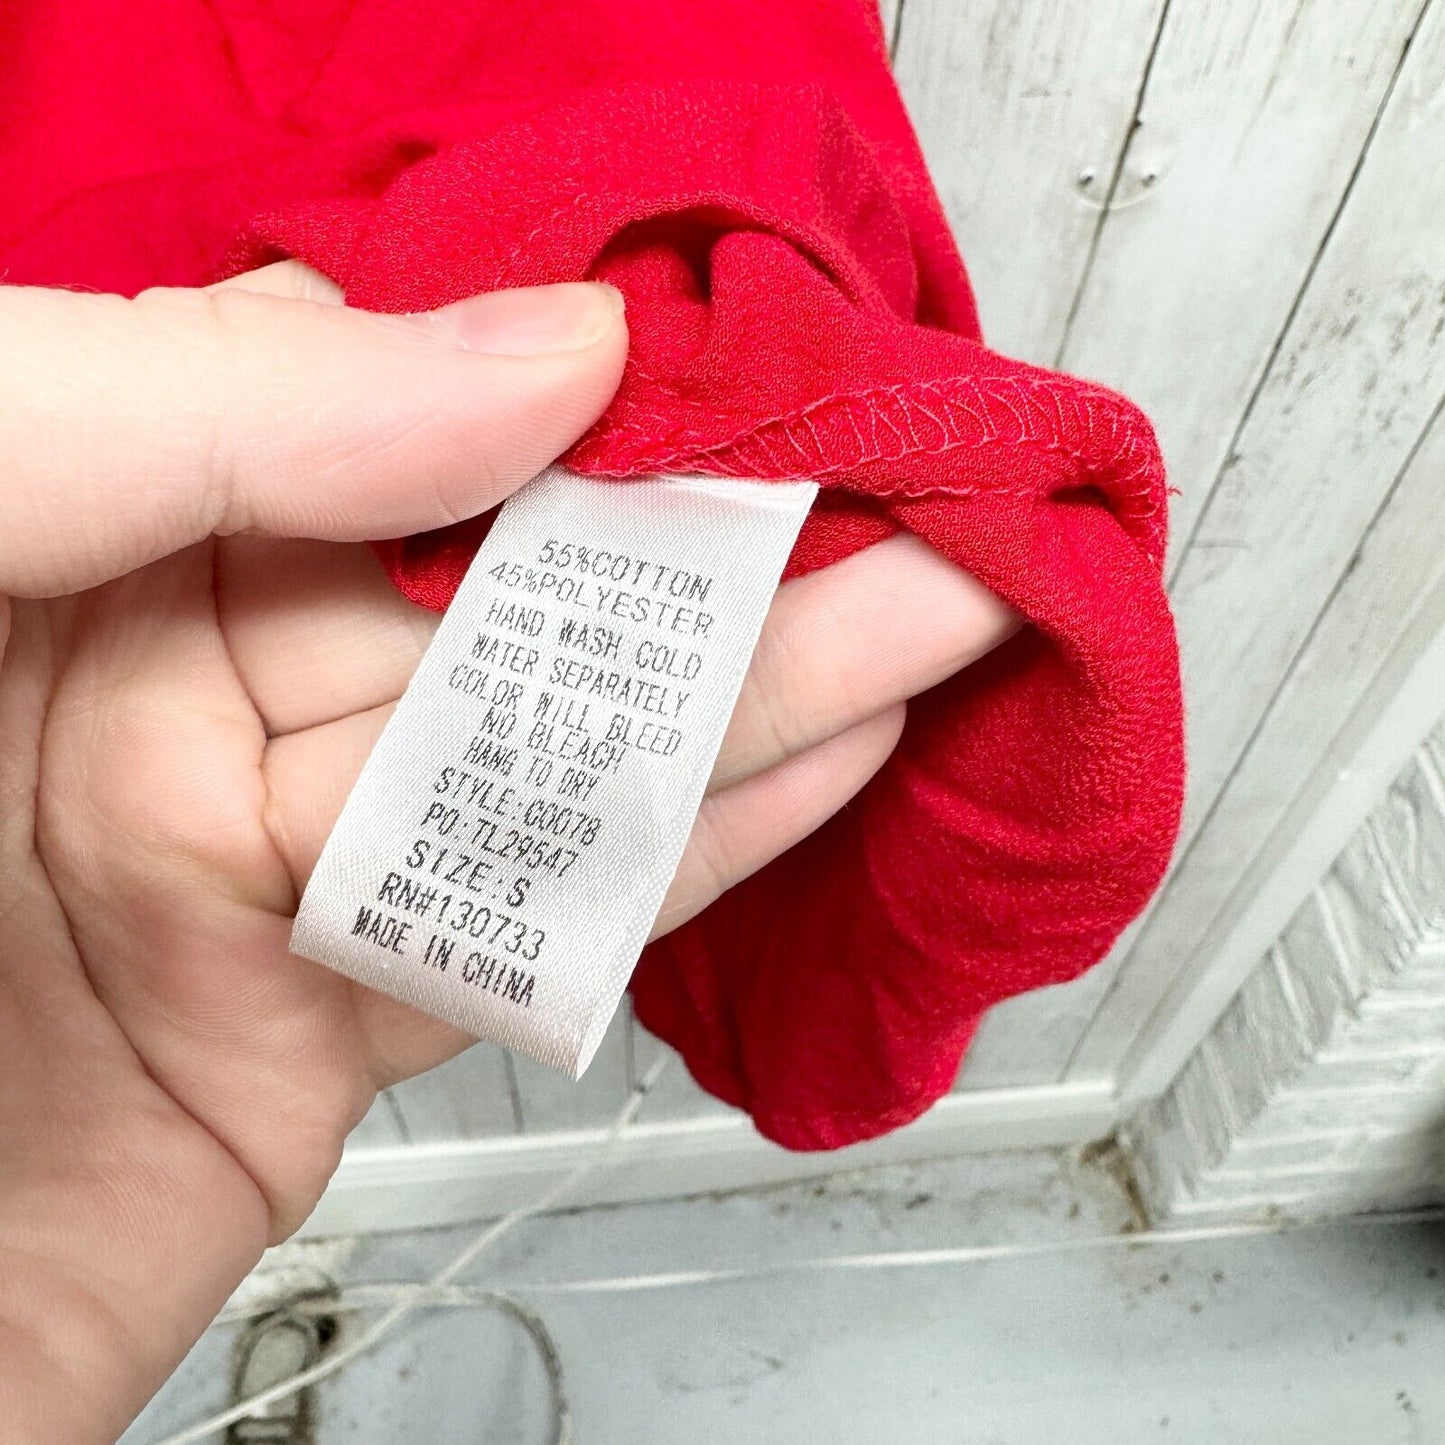 55%COTTON
45%POLYESTER
HAND WASH COLD
WATER SEPARATELY
COLOR WILL BLEED
NO BLEACH
HANG TO DRY
STYLE:C0078
PO:TL29547
SIZE:S
RN#130733
MADE IN CHINA